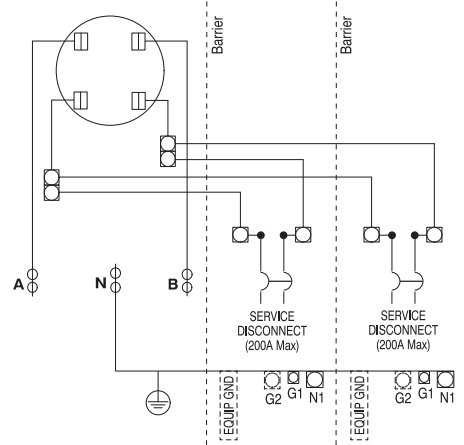 Barrier
Barrier
A
N
B
SERVICE
DISCONNECT
(200A Max)
SERVICE
DISCONNECT
(200A Max)
EQUIP GND
G2
G1
N1
EQUIP GND
G2
G1
N1